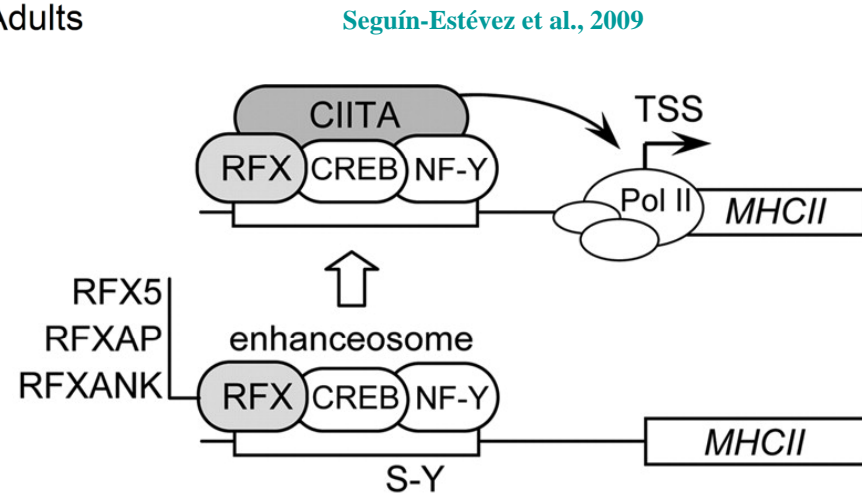 Adults
Seguín-Estévez et al., 2009
CIITA
TSS
RFX CREB NF-Y
Pol II
MHCII
RFX5
RFXAP
RFXANK
enhanceosome
RFX CREB NF-Y
MHCII
S-Y